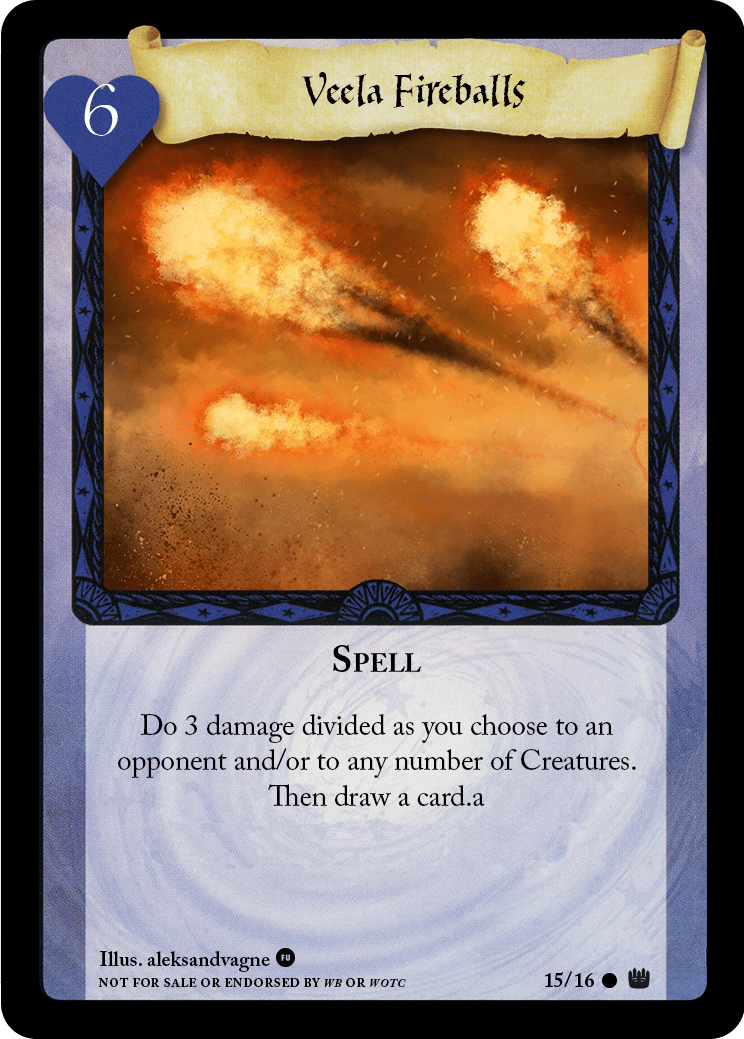 Veela Fireballs
6
SPELL
Do 3 damage divided as you choose to an
opponent and/or to any number of Creatures.
Then draw a card.a
Illus. aleksandvagne FU
NOT FOR SALE OR ENDORSED BY WB OR WOTC
15/16